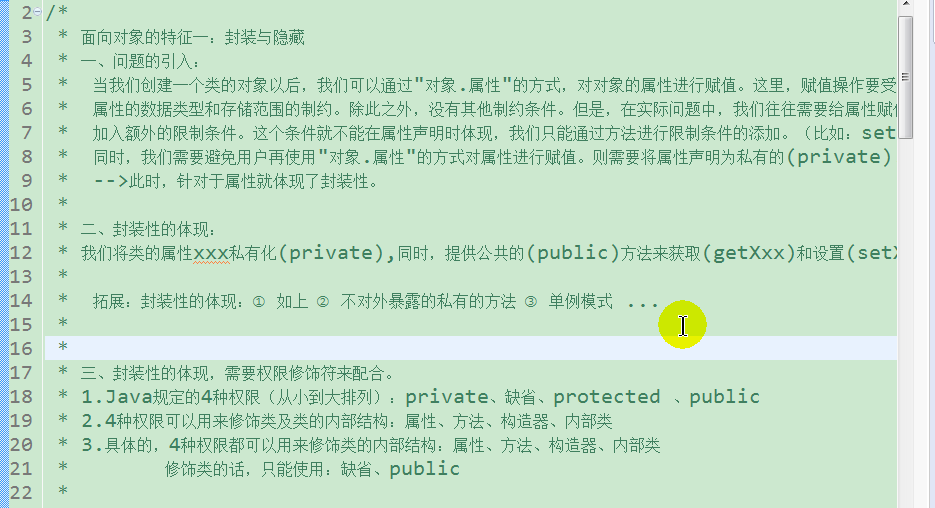 2 /*
3 * 面向对象的特征一：封装与隐藏
4 * 一、问题的引入：
5 * 当我们创建一个类的对象以后，我们可以通过"对象.属性"的方式，对对象的属性进行赋值。这里，赋值操作要受
6 * 属性的数据类型和存储范围的制约。除此之外，没有其他制约条件。但是，在实际问题中，我们往往需要给属性赋
7 * 加入额外的限制条件。这个条件就不能在属性声明时体现，我们只能通过方法进行限制条件的添加。（比如：set
8 * 同时，我们需要避免用户再使用"对象.属性"的方式对属性进行赋值。则需要将属性声明为私有的(private)
9 * -->此时，针对于属性就体现了封装性。
10 *
11 * 二、封装性的体现：
12 * 我们将类的属性xxx私有化(private),同时，提供公共的(public)方法来获取(getXxx)和设置(set
13 *
14 * 拓展：封装性的体现：① 如上 ② 不对外暴露的私有的方法 ③ 单例模式 ...
15 *
16 *
17 * 三、封装性的体现，需要权限修饰符来配合。
18 * 1.Java规定的4种权限（从小到大排列）：private、缺省、protected 、public
19 * 2.4种权限可以用来修饰类及类的内部结构：属性、方法、构造器、内部类
20 * 3.具体的，4种权限都可以用来修饰类的内部结构：属性、方法、构造器、内部类
21 * 修饰类的话，只能使用：缺省、public
22 *